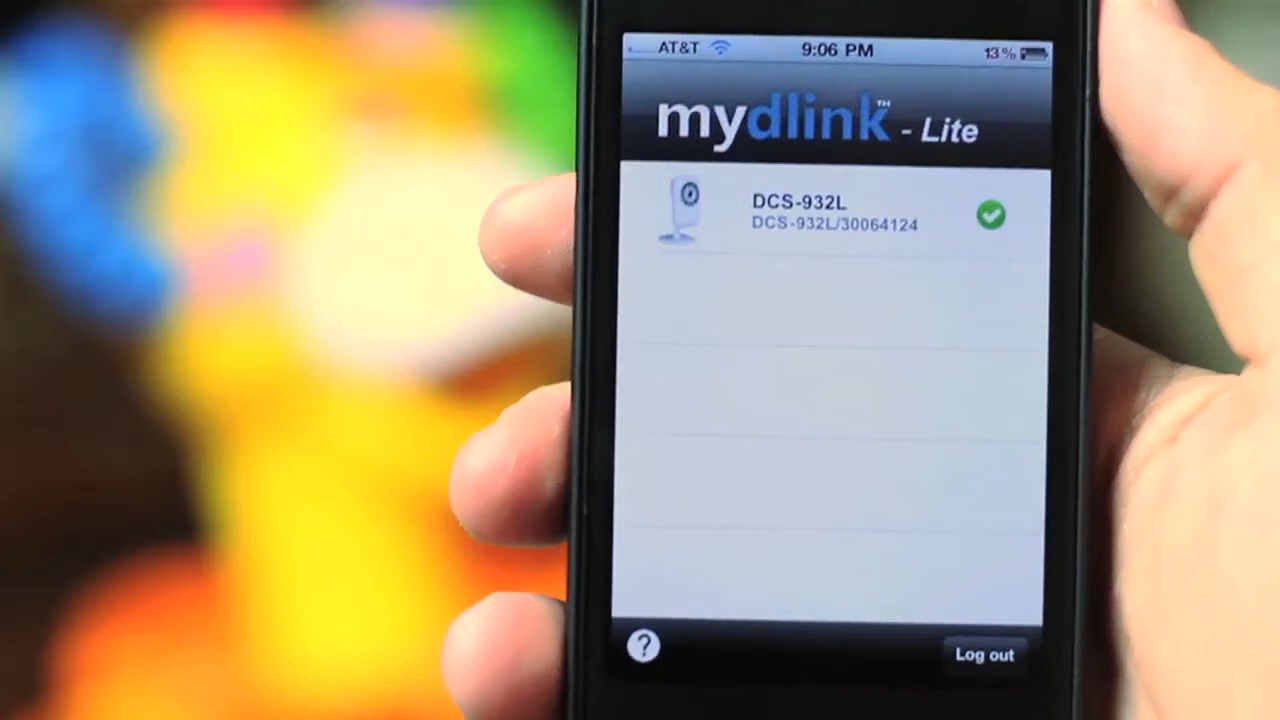 AT&T 9:06 PM 13%
mydlink™ - Lite
DCS-932L
DCS-932L/30064124
? Log out